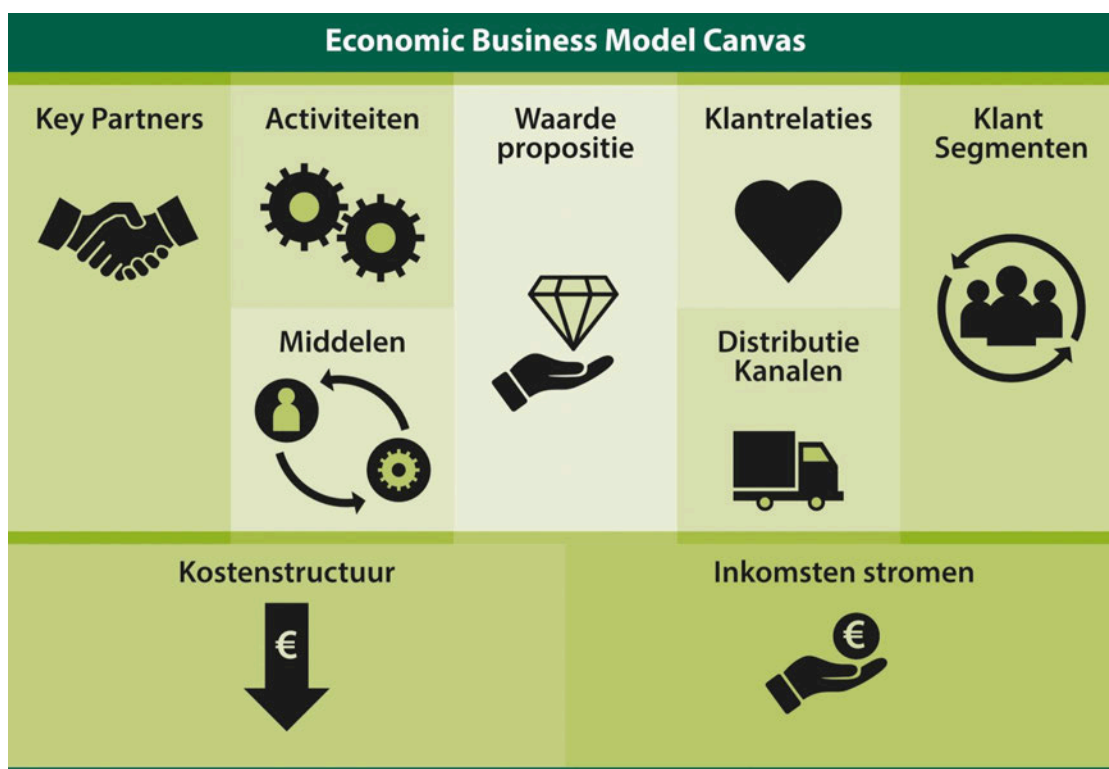 Economic Business Model Canvas
Key Partners
Activiteiten
Middelen
Waarde
propositie
Klantrelaties
Distributie
Kanalen
Klant
Segmenten
Kostenstructuur
€
Inkomsten stromen
€